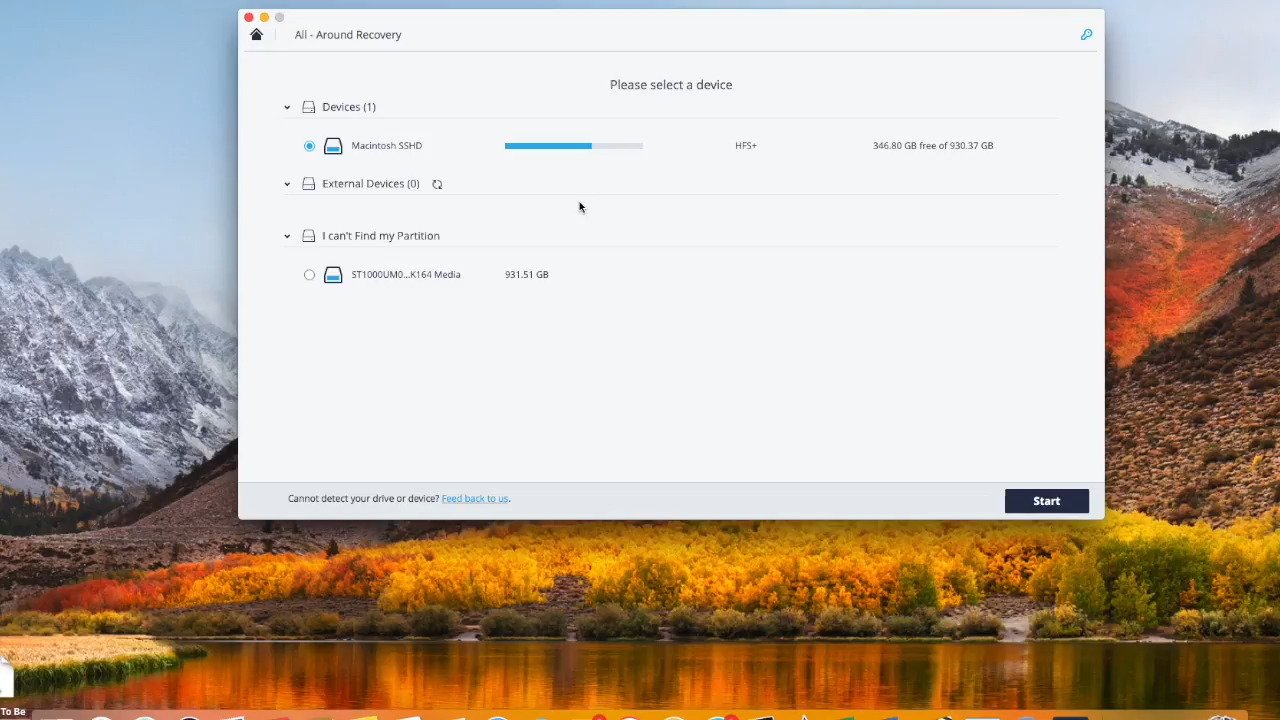 All - Around Recovery
Please select a device
Devices (1)
Macintosh SSHD HFS+ 346.80 GB free of 930.37 GB
External Devices (0)
I can't Find my Partition
ST1000UM0...K164 Media 931.51 GB
Cannot detect your drive or device? Feed back to us.
Start
To Be